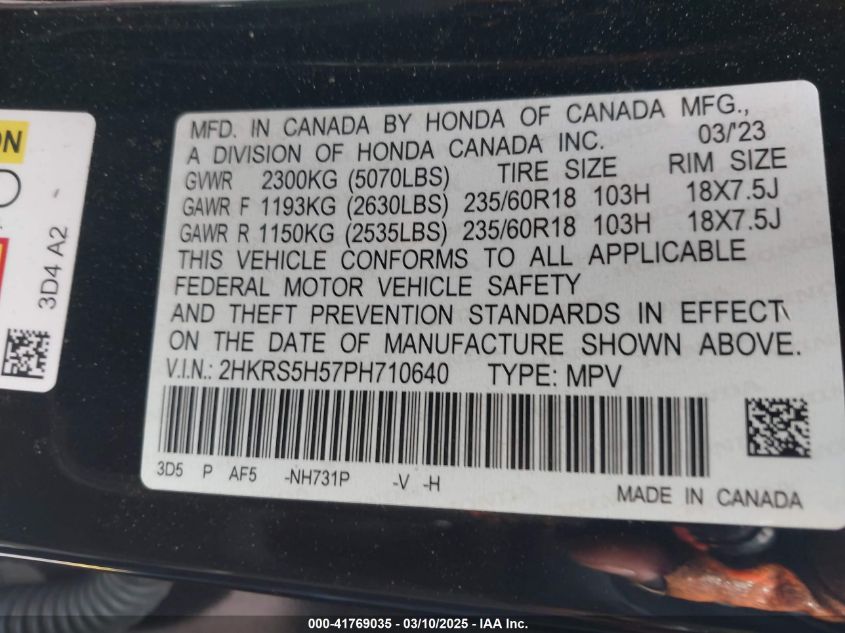 ON
3D4 A2 -
MFD. IN CANADA BY HONDA OF CANADA MFG.,
A DIVISION OF HONDA CANADA INC. 03/'23
GVWR 2300KG (5070LBS) TIRE SIZE RIM SIZE
GAWR F 1193KG (2630LBS) 235/60R18 103H 18X7.5J
GAWR R 1150KG (2535LBS) 235/60R18 103H 18X7.5J
THIS VEHICLE CONFORMS TO ALL APPLICABLE
FEDERAL MOTOR VEHICLE SAFETY
AND THEFT PREVENTION STANDARDS IN EFFECT
ON THE DATE OF MANUFACTURE SHOWN ABOVE.
V.I.N.: 2HKRS5H57PH710640 TYPE: MPV
3D5 P AF5 -NH731P -V -H
MADE IN CANADA
000-41769035 - 03/10/2025 - IAA Inc.